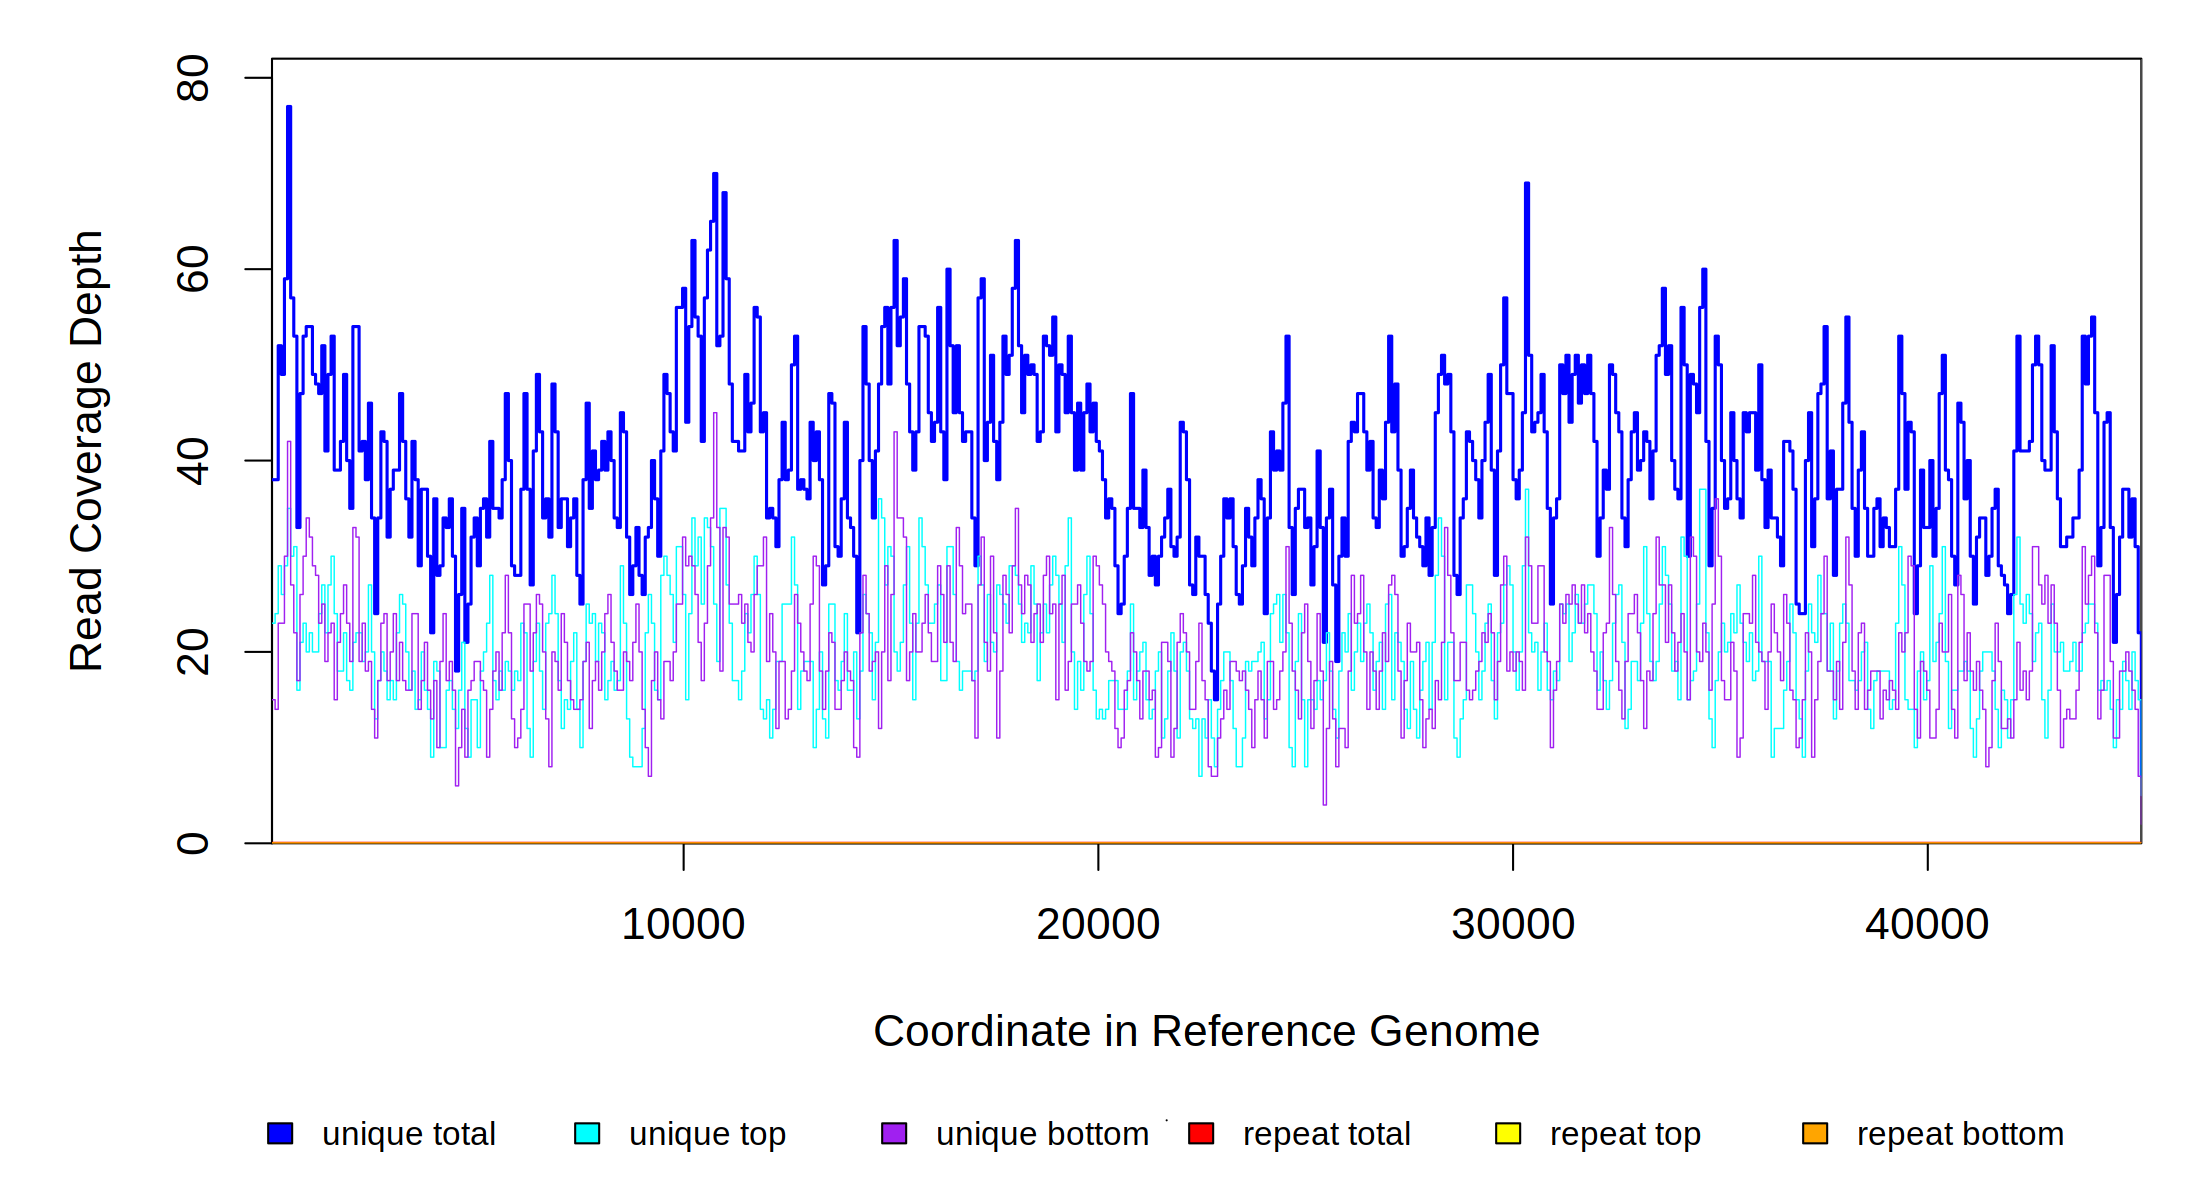 80
60
40
20
0
Read Coverage Depth
10000 20000 30000 40000
Coordinate in Reference Genome
unique total unique top unique bottom repeat total repeat top repeat bottom